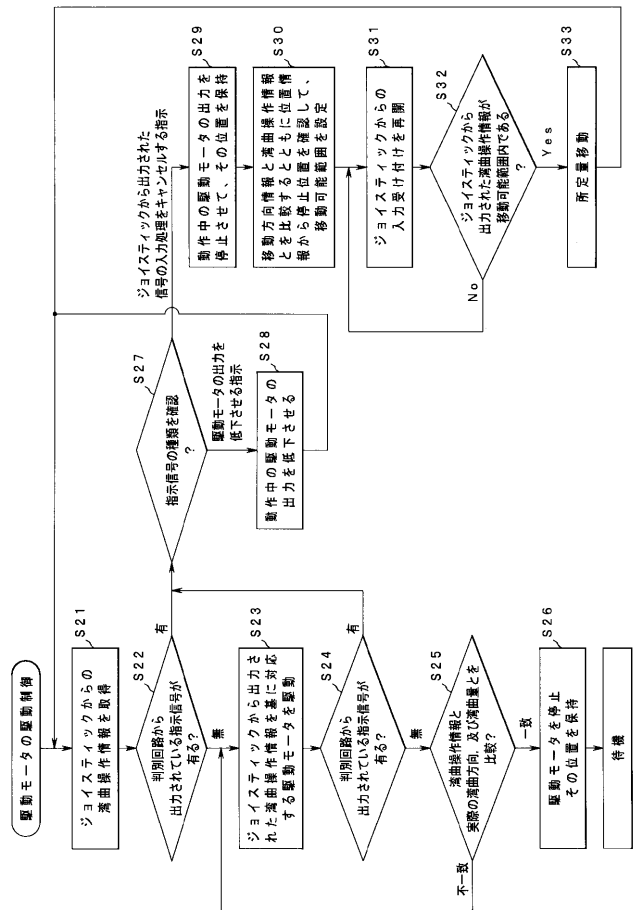 駆動モータの駆動制御
S21
ジョイスティックからの
湾曲操作情報を取得
S22
判別回路から
出力されている指示信号が
有る?
有
無
S23
ジョイスティックから出力さ
れた湾曲操作情報を基に対応
する駆動モータを駆動
S24
判別回路から
出力されている指示信号が
有る?
有
無
S25
湾曲操作情報と
実際の湾曲方向、及び湾曲量とを
比較?
不一致
一致
S26
駆動モータを停止
その位置を保持
待機
S27
指示信号の種類を確認
?
駆動モータの出力を
低下させる指示
S28
動作中の駆動モータの
出力を低下させる
ジョイスティックから出力された
信号の入力処理をキャンセルする指示
S29
動作中の駆動モータの出力を
停止させて、その位置を保持
S30
移動方向情報と湾曲操作情報
とを比較するとともに位置情
報から停止位置を確認して、
移動可能範囲を設定
S31
ジョイスティックからの
入力受け付けを再開
S32
ジョイスティックから
出力された湾曲操作情報が
移動可能範囲内である
?
No
Yes
S33
所定量移動